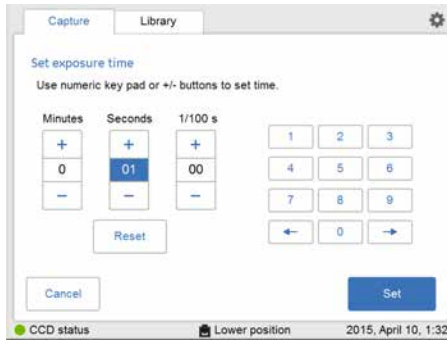 Capture Library
Set exposure time
Use numeric key pad or +/- buttons to set time.
Minutes Seconds 1/100 s
+ + +
0 01 00
− − −
1 2 3
4 5 6
7 8 9
← 0 →
Reset
Cancel Set
CCD status Lower position 2015, April 10, 1:32